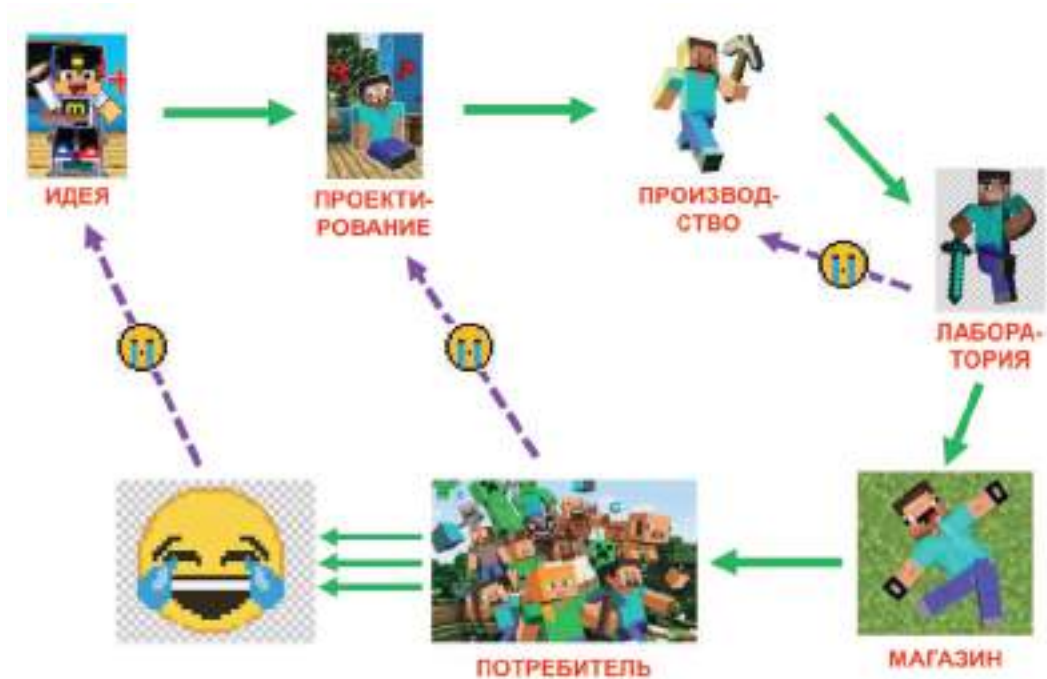 ИДЕЯ
ПРОЕКТИ-
РОВАНИЕ
ПРОИЗВОД-
СТВО
ЛАБОРА-
ТОРИЯ
ПОТРЕБИТЕЛЬ
МАГАЗИН